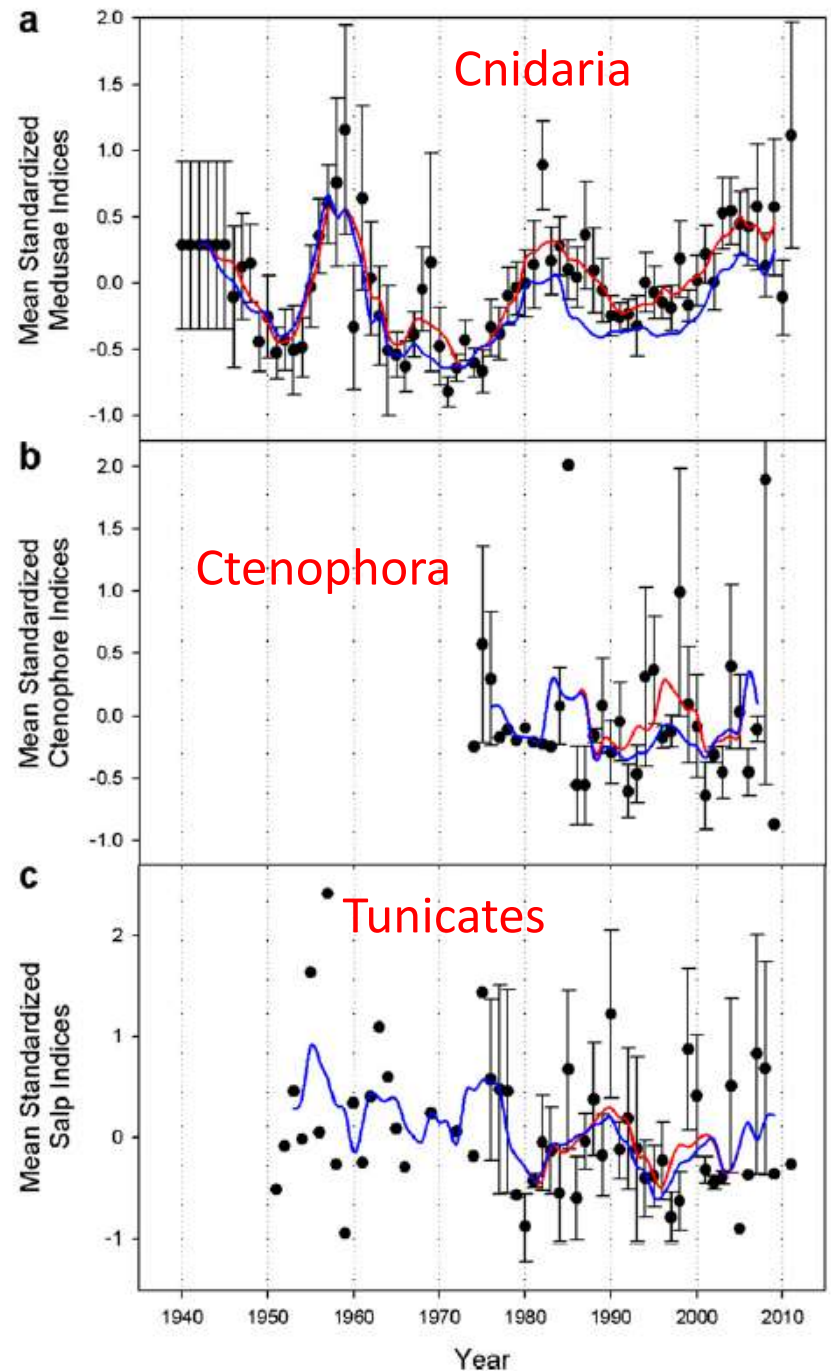 a
Cnidaria
Mean Standardized
Medusae Indices
2.0
1.5
1.0
0.5
0.0
-0.5
-1.0
b
Ctenophora
Mean Standardized
Ctenophore Indices
2.0
1.5
1.0
0.5
0.0
-0.5
-1.0
c
Tunicates
Mean Standardized
Salp Indices
2
1
0
-1
1940 1950 1960 1970 1980 1990 2000 2010
Year